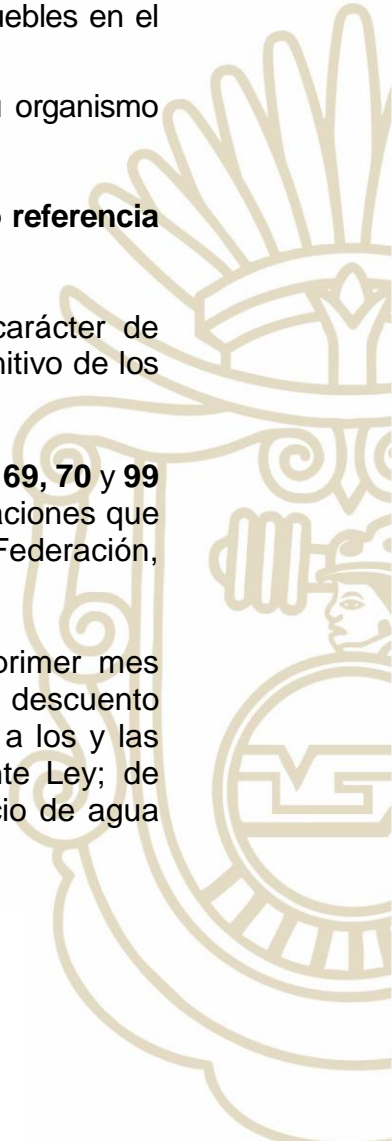 uebles en el
organismo
referencia
carácter de
nitivo de los
69, 70 y 99
aciones que
Federación,
orimer mes
descuento
a los y las
nte Ley; de
cio de agua